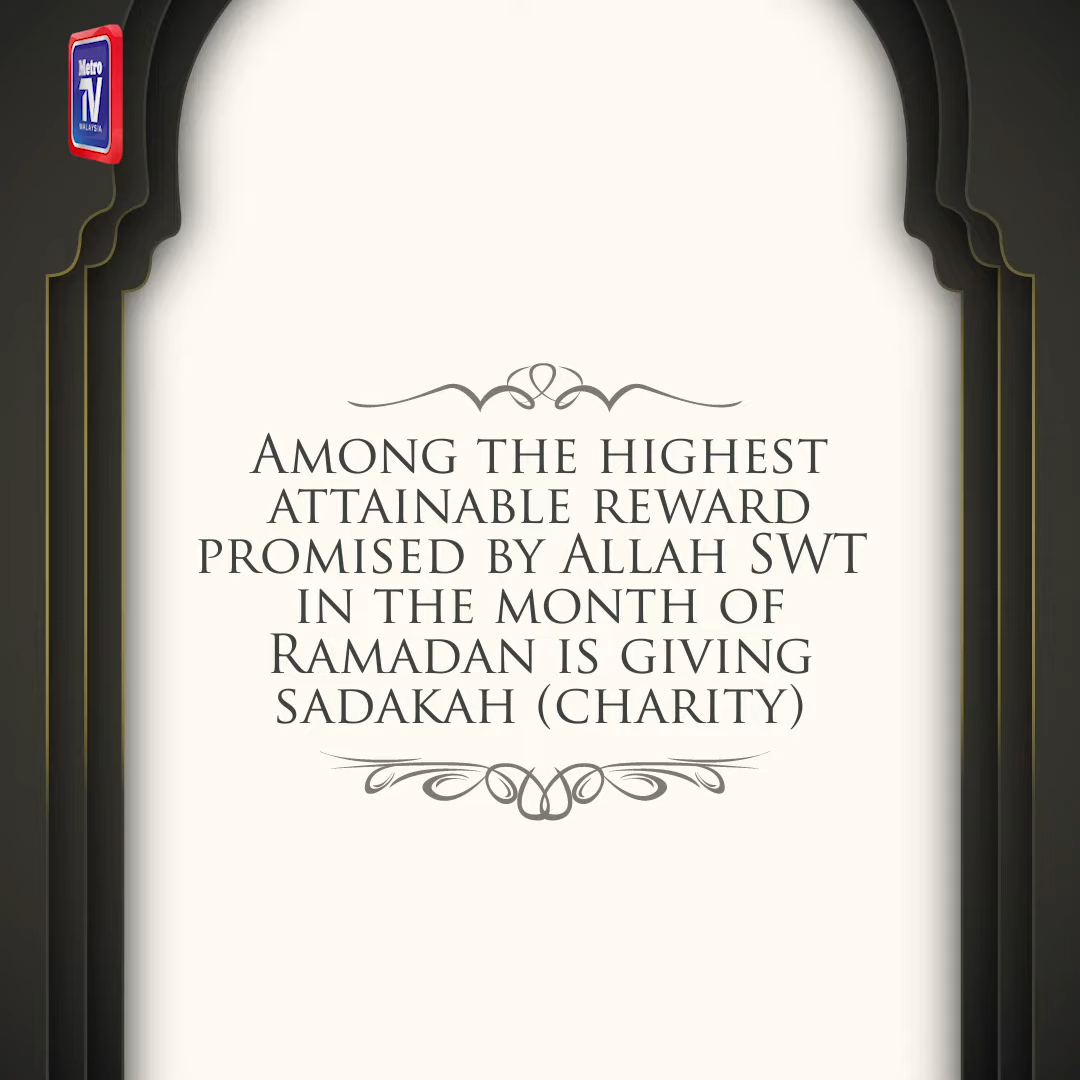 Metro
TV
MALAYSIA
Among the highest
attainable reward
promised by Allah SWT
in the month of
Ramadan is giving
sadakah (charity)